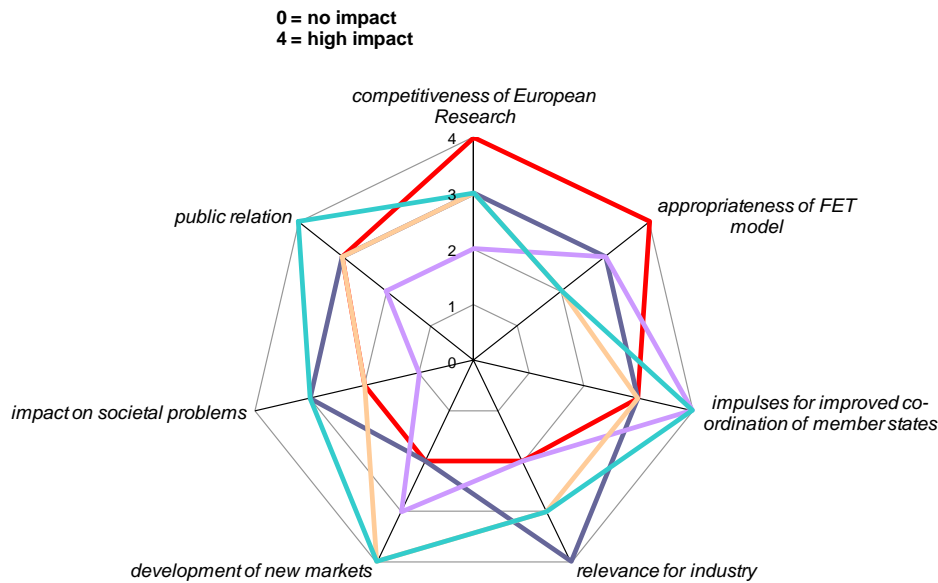 0 = no impact
4 = high impact
competitiveness of European
Research
4
3
2
1
0
public relation
appropriateness of FET
model
impact on societal problems
impulses for improved co-
ordination of member states
development of new markets
relevance for industry